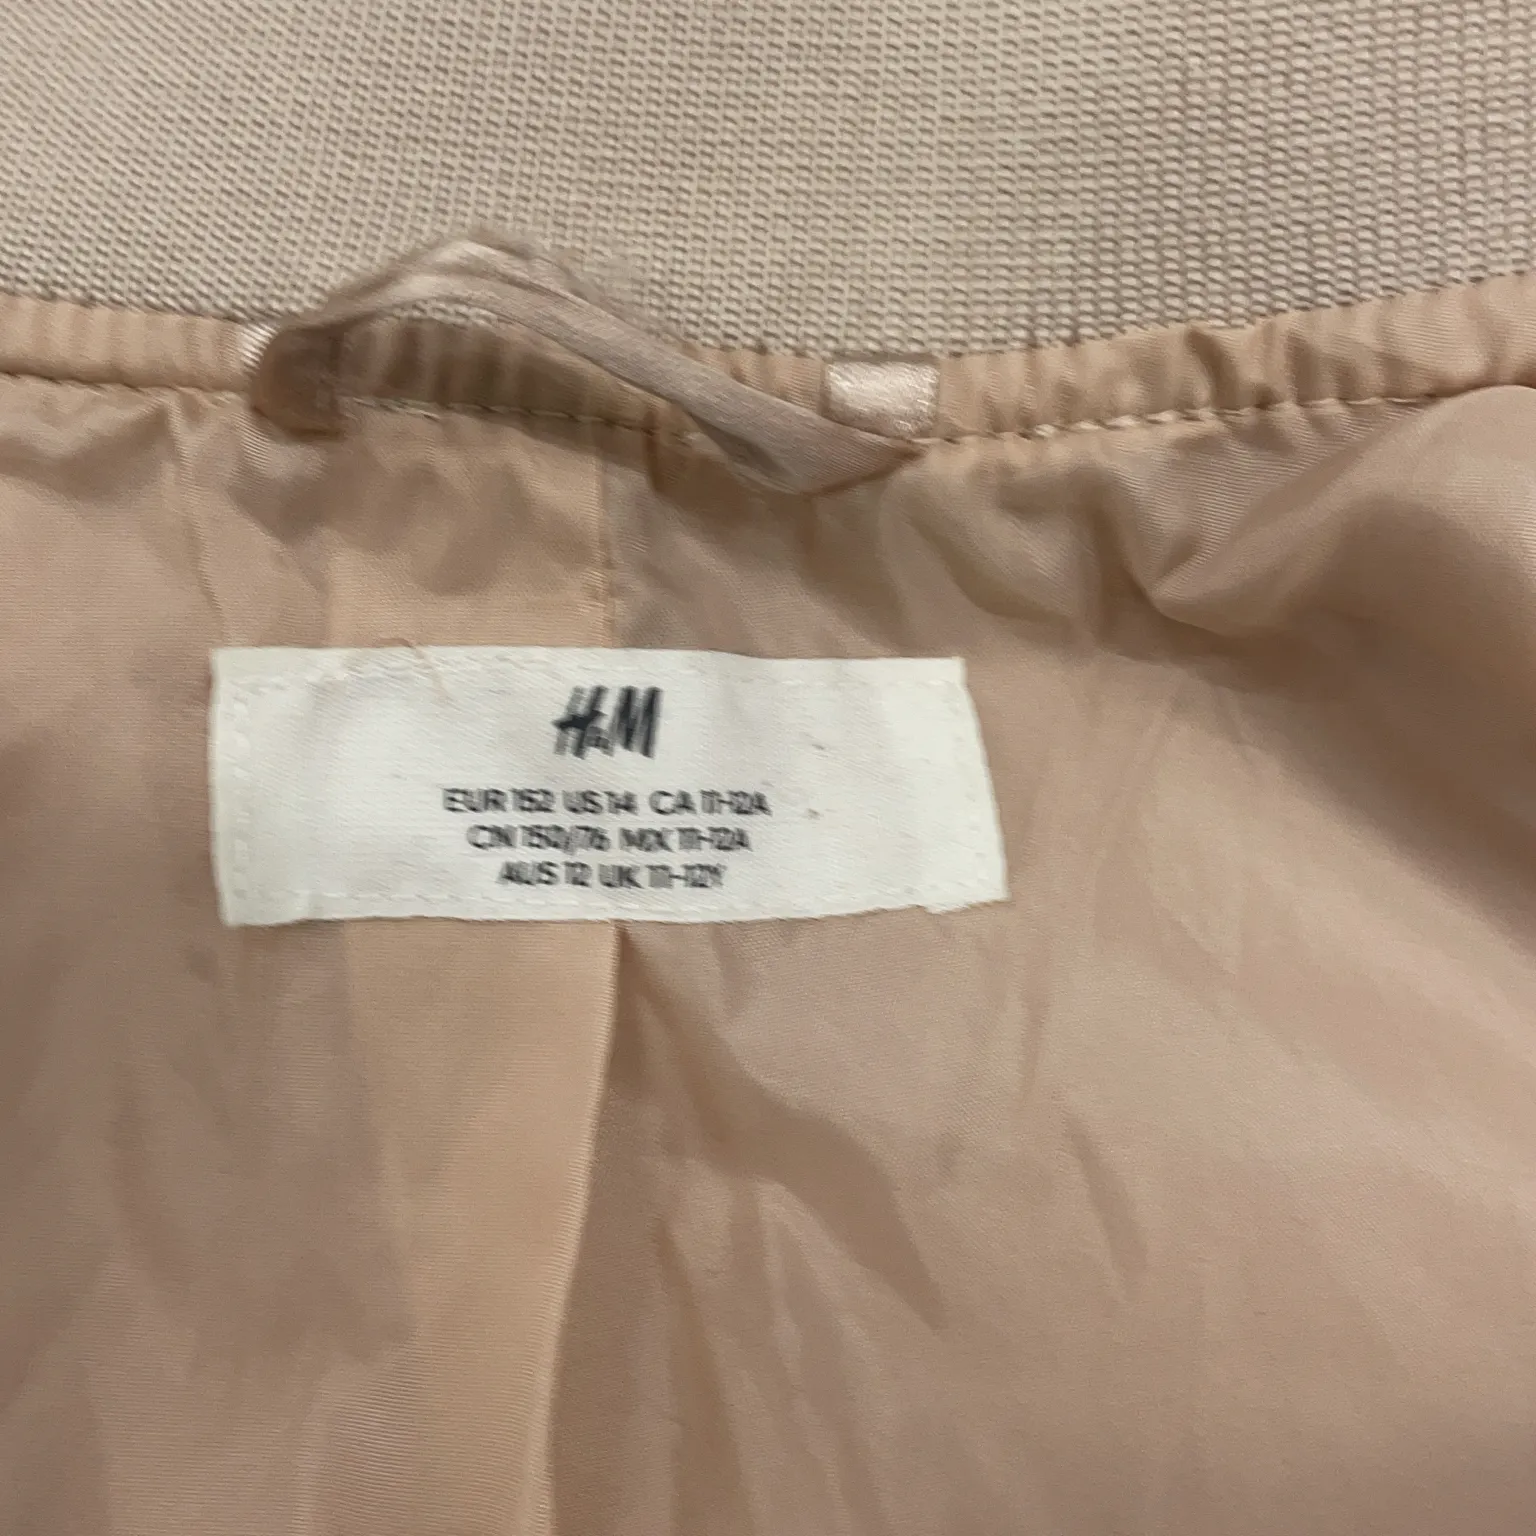 H&M
EUR 152 US 14 CA 11-12A
CN 150/76 MX 11-12A
AUS 12 UK 11-12Y